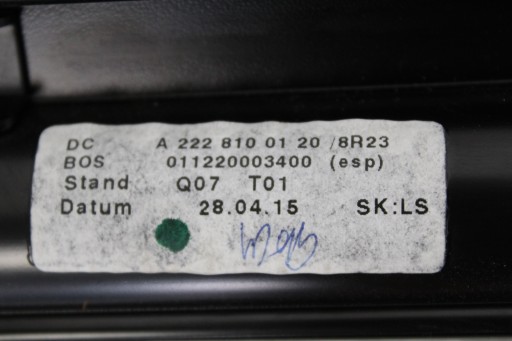 DC A 222 810 01 20 /8R23
BOS 011220003400 (esp)
Stand Q07 T01
Datum 28.04.15 SK:LS